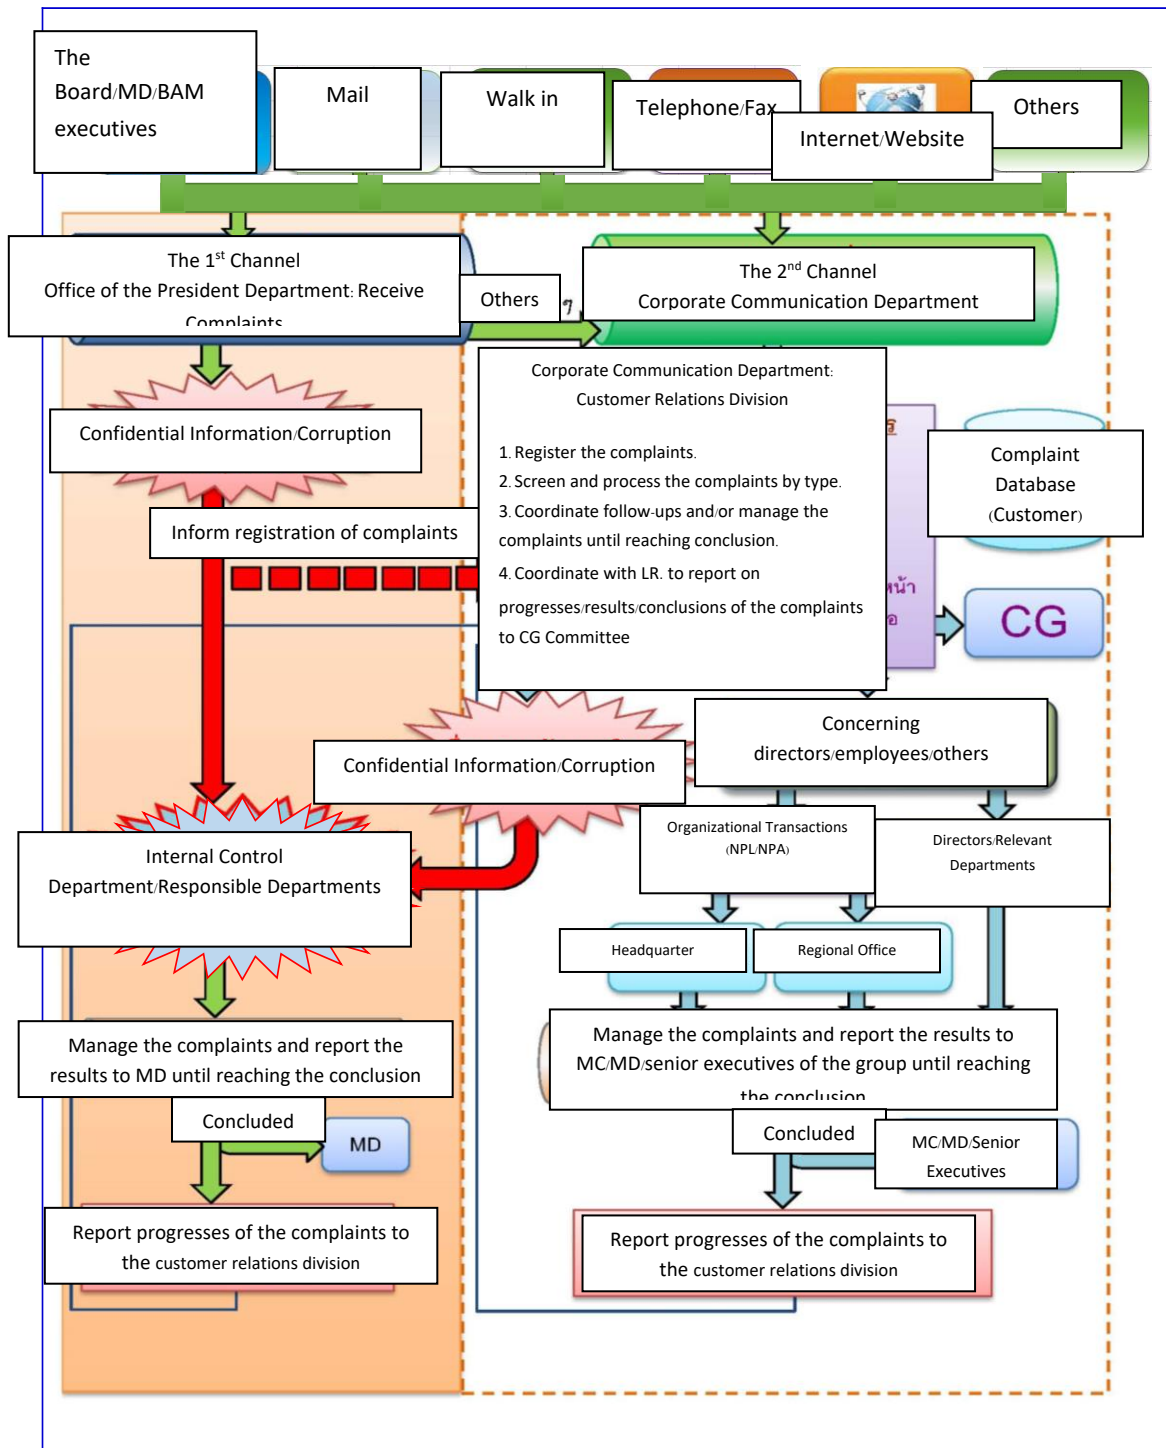 The
Board/MD/BAM
executives
Mail
Walk in
Telephone/Fax
Internet/Website
Others
The 1st Channel
Office of the President Department: Receive
Complaints
Others
ๆ
The 2nd Channel
Corporate Communication Department
Confidential Information/Corruption
Inform registration of complaints
Corporate Communication Department:
Customer Relations Division
1. Register the complaints.
2. Screen and process the complaints by type.
3. Coordinate follow-ups and/or manage the
complaints until reaching conclusion.
4. Coordinate with LR. to report on
progresses/results/conclusions of the complaints
to CG Committee
Complaint
Database
(Customer)
หน้า
CG
Confidential Information/Corruption
Concerning
directors/employees/others
Organizational Transactions
(NPL/NPA)
Directors/Relevant
Departments
Internal Control
Department/Responsible Departments
Headquarter
Regional Office
Manage the complaints and report the
results to MD until reaching the conclusion
Manage the complaints and report the results to
MC/MD/senior executives of the group until reaching
the conclusion
Concluded
MD
Concluded
MC/MD/Senior
Executives
Report progresses of the complaints to
the customer relations division
Report progresses of the complaints to
the customer relations division